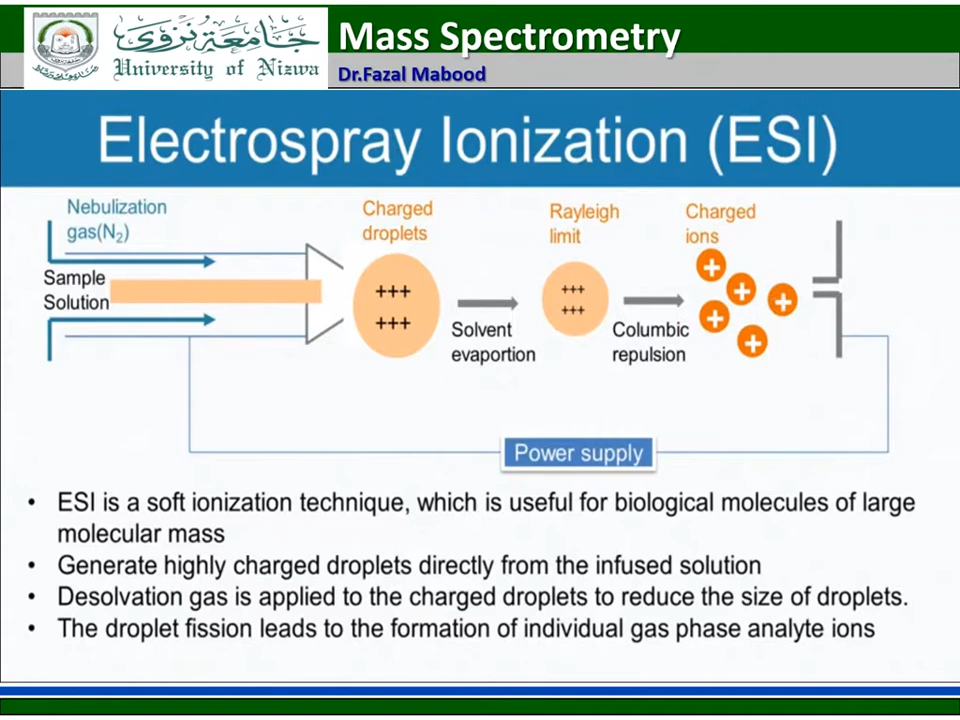 جامعة نزوى
University of Nizwa
Mass Spectrometry
Dr.Fazal Mabood
Electrospray Ionization (ESI)
Nebulization
gas(N₂)
Charged
droplets
Rayleigh
limit
Charged
ions
Sample
Solution
+++
+++
+++
+++
+
+
+
+
+
Solvent
evaportion
Columbic
repulsion
Power supply
• ESI is a soft ionization technique, which is useful for biological molecules of large
molecular mass
• Generate highly charged droplets directly from the infused solution
• Desolvation gas is applied to the charged droplets to reduce the size of droplets.
• The droplet fission leads to the formation of individual gas phase analyte ions